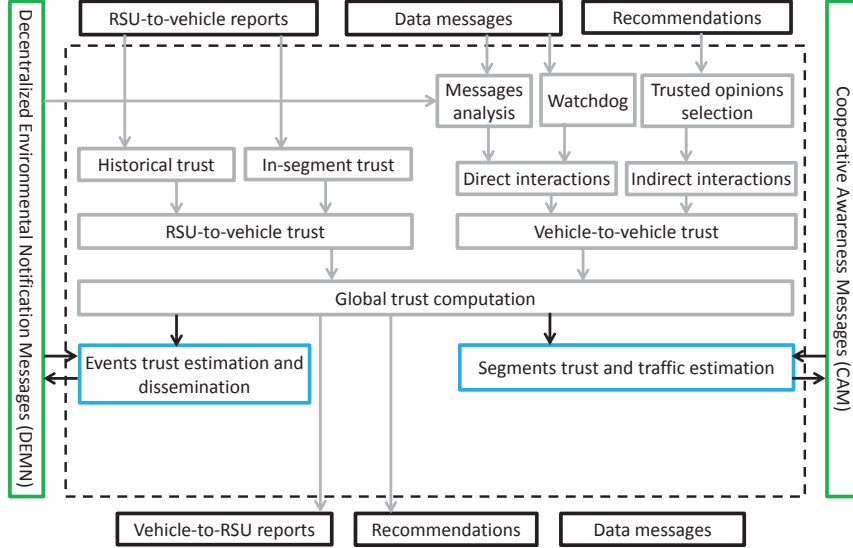 RSU-to-vehicle reports
Data messages
Recommendations
Decentralized Environmental Notification Messages (DEMN)
Cooperative Awareness Messages (CAM)
Messages
analysis
Watchdog
Trusted opinions
selection
Historical trust
In-segment trust
Direct interactions
Indirect interactions
RSU-to-vehicle trust
Vehicle-to-vehicle trust
Global trust computation
Events trust estimation and
dissemination
Segments trust and traffic estimation
Vehicle-to-RSU reports
Recommendations
Data messages